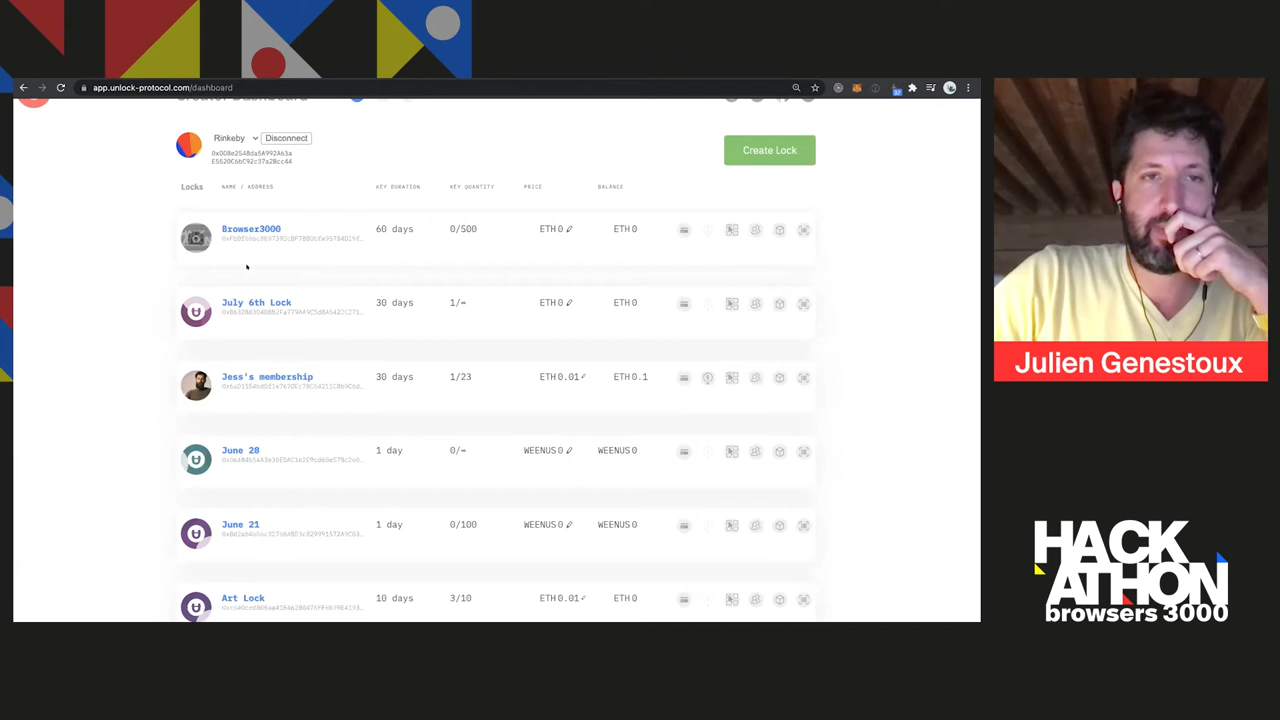 app.unlock-protocol.com/dashboard
Creator Dashboard
Rinkeby Disconnect
Create Lock
Locks NAME / ADDRESS KEY DURATION KEY QUANTITY PRICE BALANCE
Browser3000 60 days 0/500 ETH 0 ETH 0
July 6th Lock 30 days 1/∞ ETH 0 ETH 0
Jess's membership 30 days 1/23 ETH 0.01 ETH 0.1
June 28 1 day 0/∞ WEENUS 0 WEENUS 0
June 21 1 day 0/100 WEENUS 0 WEENUS 0
Art Lock 10 days 3/10 ETH 0.01 ETH 0
Julien Genestoux
HACK
ATHON
browsers 3000